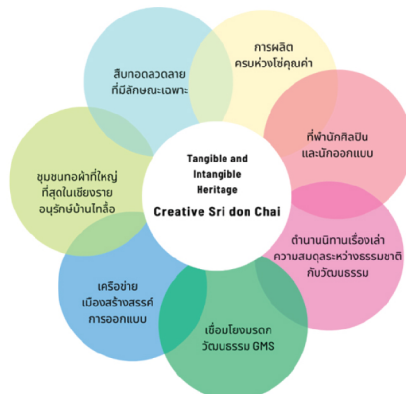 การผลิต
ครบห่วงโซ่คุณค่า
ที่พำนักศิลปิน
และนักออกแบบ
ตำนานนิทานเรื่องเล่า
ความสมดุลระหว่างธรรมชาติ
กับวัฒนธรรม
เชื่อมโยงมรดก
วัฒนธรรม GMS
เครือข่าย
เมืองสร้างสรรค์
การออกแบบ
ชุมชนทอผ้าที่ใหญ่
ที่สุดในเชียงราย
อนุรักษ์บ้านไทลื้อ
สืบทอดลวดลาย
ที่มีลักษณะเฉพาะ
Tangible and
Intangible
Heritage
Creative Sri don Chai